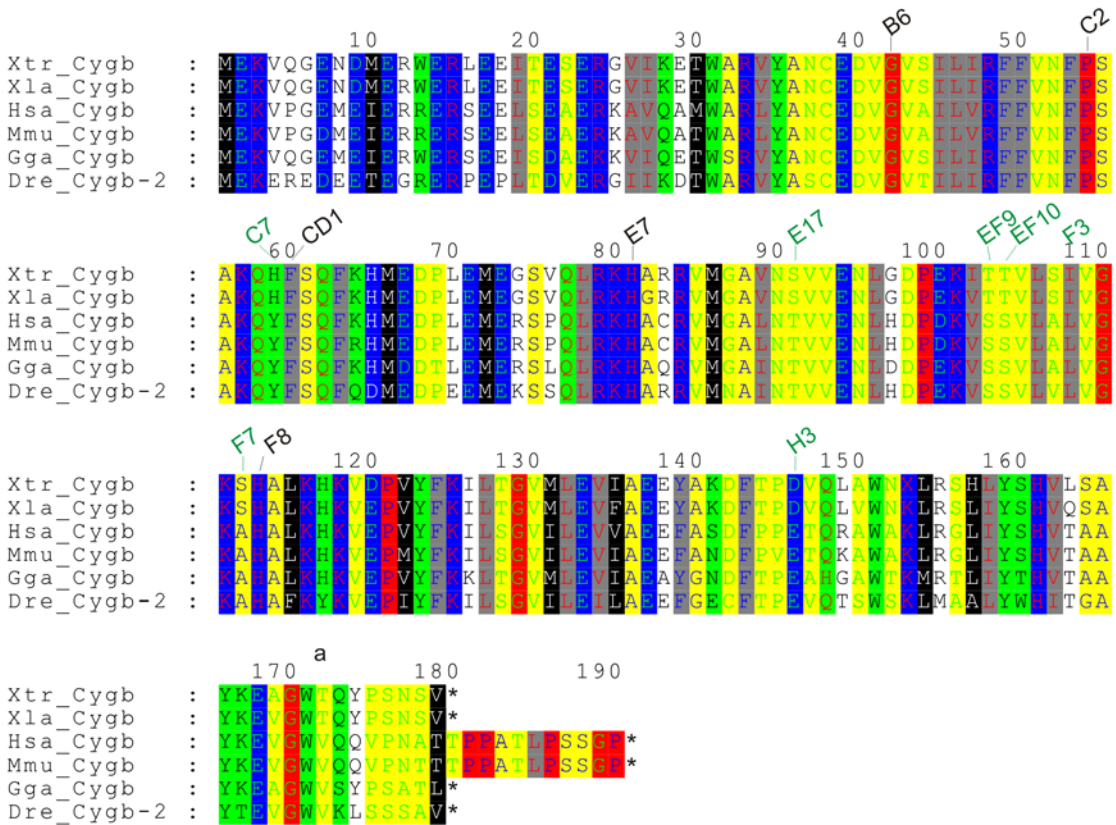 B6 C2
10 20 30 40 50
Xtr_Cygb : MEKVQGENDMERWERLEEITESERGVIKETWARVYANCEDVGVSILIRFFVNFPS
Xla_Cygb : MEKVQGENDMERWERLEEITESERGVIKETWARVYANCEDVGVSILIRFFVNFPS
Hsa_Cygb : MEKVPGEMEIERRERSEELSEAERKAVQAMWARLYANCEDVGVAILVRFFVNFPS
Mmu_Cygb : MEKVPGDMEIERRERSEELSEAERKAVQATWARLYANCEDVGVAILVRFFVNFPS
Gga_Cygb : MEKVQGEMEIERWERSEEISDAEKKVIQETWSRVYANCEDVGVSILIRFFVNFPS
Dre_Cygb-2 : MEKEREDEETEGRERPEPLTDVERGIIKDTWARVYASCEDVGVTILIRFFVNFPS
C7 CD1 E7 E17 EF9 EF10 F3
60 70 80 90 100 110
Xtr_Cygb : AKQHFSQFKHMEDPLEMEGSVQLRKHARRVMGAVNSVVENLGDPEKITTVLSIVG
Xla_Cygb : AKQHFSQFKHMEDPLEMEGSVQLRKHGRRVMGAVNSVVENLGDPEKVTTVLSIVG
Hsa_Cygb : AKQYFSQFKHMEDPLEMERSPQLRKHACRVMGALNTVVENLHDPDKVSSVLALVG
Mmu_Cygb : AKQYFSQFRHMEDPLEMERSPQLRKHACRVMGALNTVVENLHDPDKVSSVLALVG
Gga_Cygb : AKQYFSQFKHMDDTLEMERSLQLRKHAQRVMGAINTVVENLDDPEKVSSVLALVG
Dre_Cygb-2 : AKQYFSQFQDMEDPEEMEKSSQLRKHARRVMNAINTVVENLHDPEKVSSVLAVVG
F7 F8 H3
120 130 140 150 160
Xtr_Cygb : KSHALKHKVDPVYFKILTGVMLEVIAEEYAKDFTPDVQLAWNKLRSHLYSHVLSA
Xla_Cygb : KSHALKHKVEPVYFKILTGVMLEVFAEEYAKDFTPDVQLVWNKLRSLIYSHVQSA
Hsa_Cygb : KAHALKHKVEPVYFKILSGVILEVVAEEFASDFPPETQRAWAKLRGLIYSHVTAA
Mmu_Cygb : KAHALKHKVEPMYFKILSGVILEVIAEEFANDFPVETQKAWAKLRGLIYSHVTAA
Gga_Cygb : KAHALKHKVEPVYFKKLTGVMLEVIAEAYGNDFTPEAHGAWTKMRTLIYTHVTAA
Dre_Cygb-2 : KAHAFKYKVEPIYFKILSGVILEILAEEFGECFTPEVQTSWSKLMAALYWHITGA
a
170 180 190
Xtr_Cygb : YKEAGWTQYPSNSV*
Xla_Cygb : YKEAGWTQYPSNSV*
Hsa_Cygb : YKEVGWVQQVPNATTPPATLPSSGP*
Mmu_Cygb : YKEVGWVQQVPNTTTPPATLPSSGP*
Gga_Cygb : YKEAGWVSYPSATL*
Dre_Cygb-2 : YTEVGWVKLSSSAV*